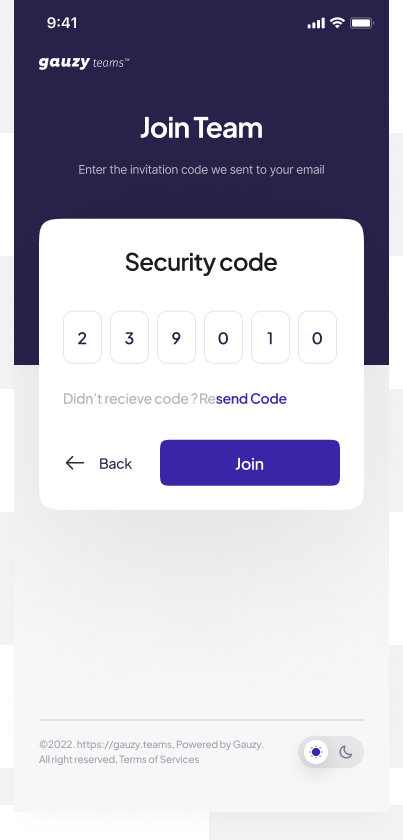 9:41
gauzy teams™
Join Team
Enter the invitation code we sent to your email
Security code
2 3 9 0 1 0
Didn't recieve code ? Resend Code
Back Join
©2022. https://gauzy.teams, Powered by Gauzy.
All right reserved, Terms of Services